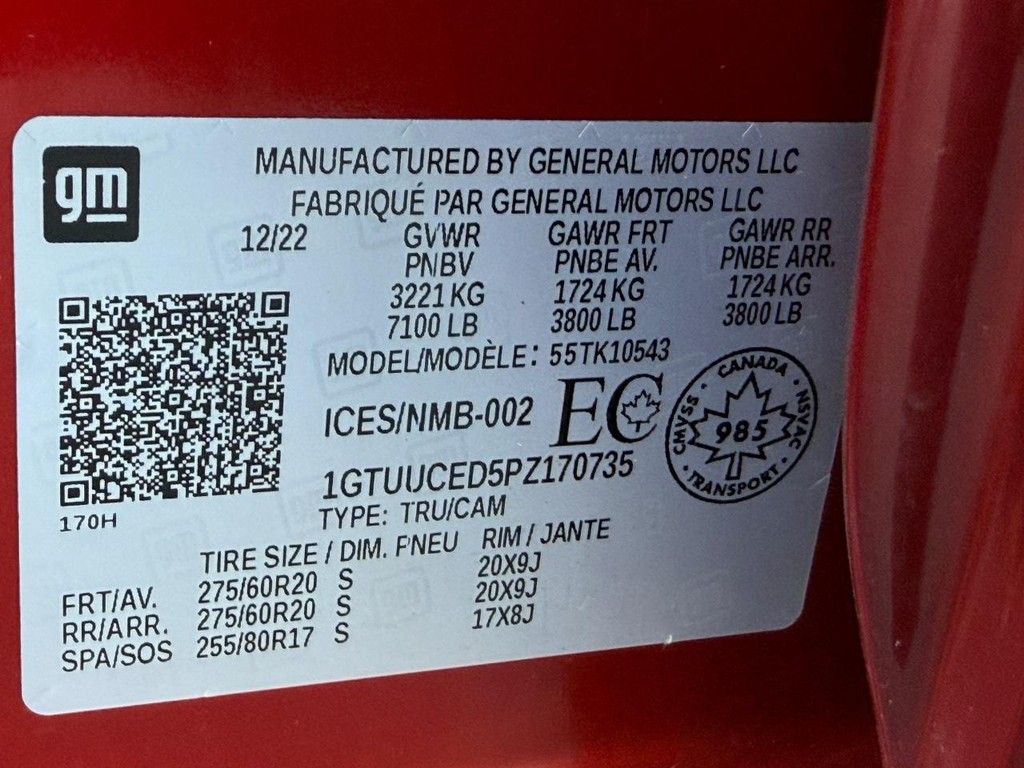 gm
MANUFACTURED BY GENERAL MOTORS LLC
FABRIQUÉ PAR GENERAL MOTORS LLC
12/22 GVWR GAWR FRT GAWR RR
PNBV PNBE AV. PNBE ARR.
3221 KG 1724 KG 1724 KG
7100 LB 3800 LB 3800 LB
MODEL/MODÈLE: 55TK10543
ICES/NMB-002 EC
CANADA
CMVSS 985 NSVAC
TRANSPORT
1GTUUCED5PZ170735
170H
TYPE: TRU/CAM
TIRE SIZE / DIM. PNEU RIM / JANTE
FRT/AV. 275/60R20 S 20X9J
RR/ARR. 275/60R20 S 20X9J
SPA/SOS 255/80R17 S 17X8J